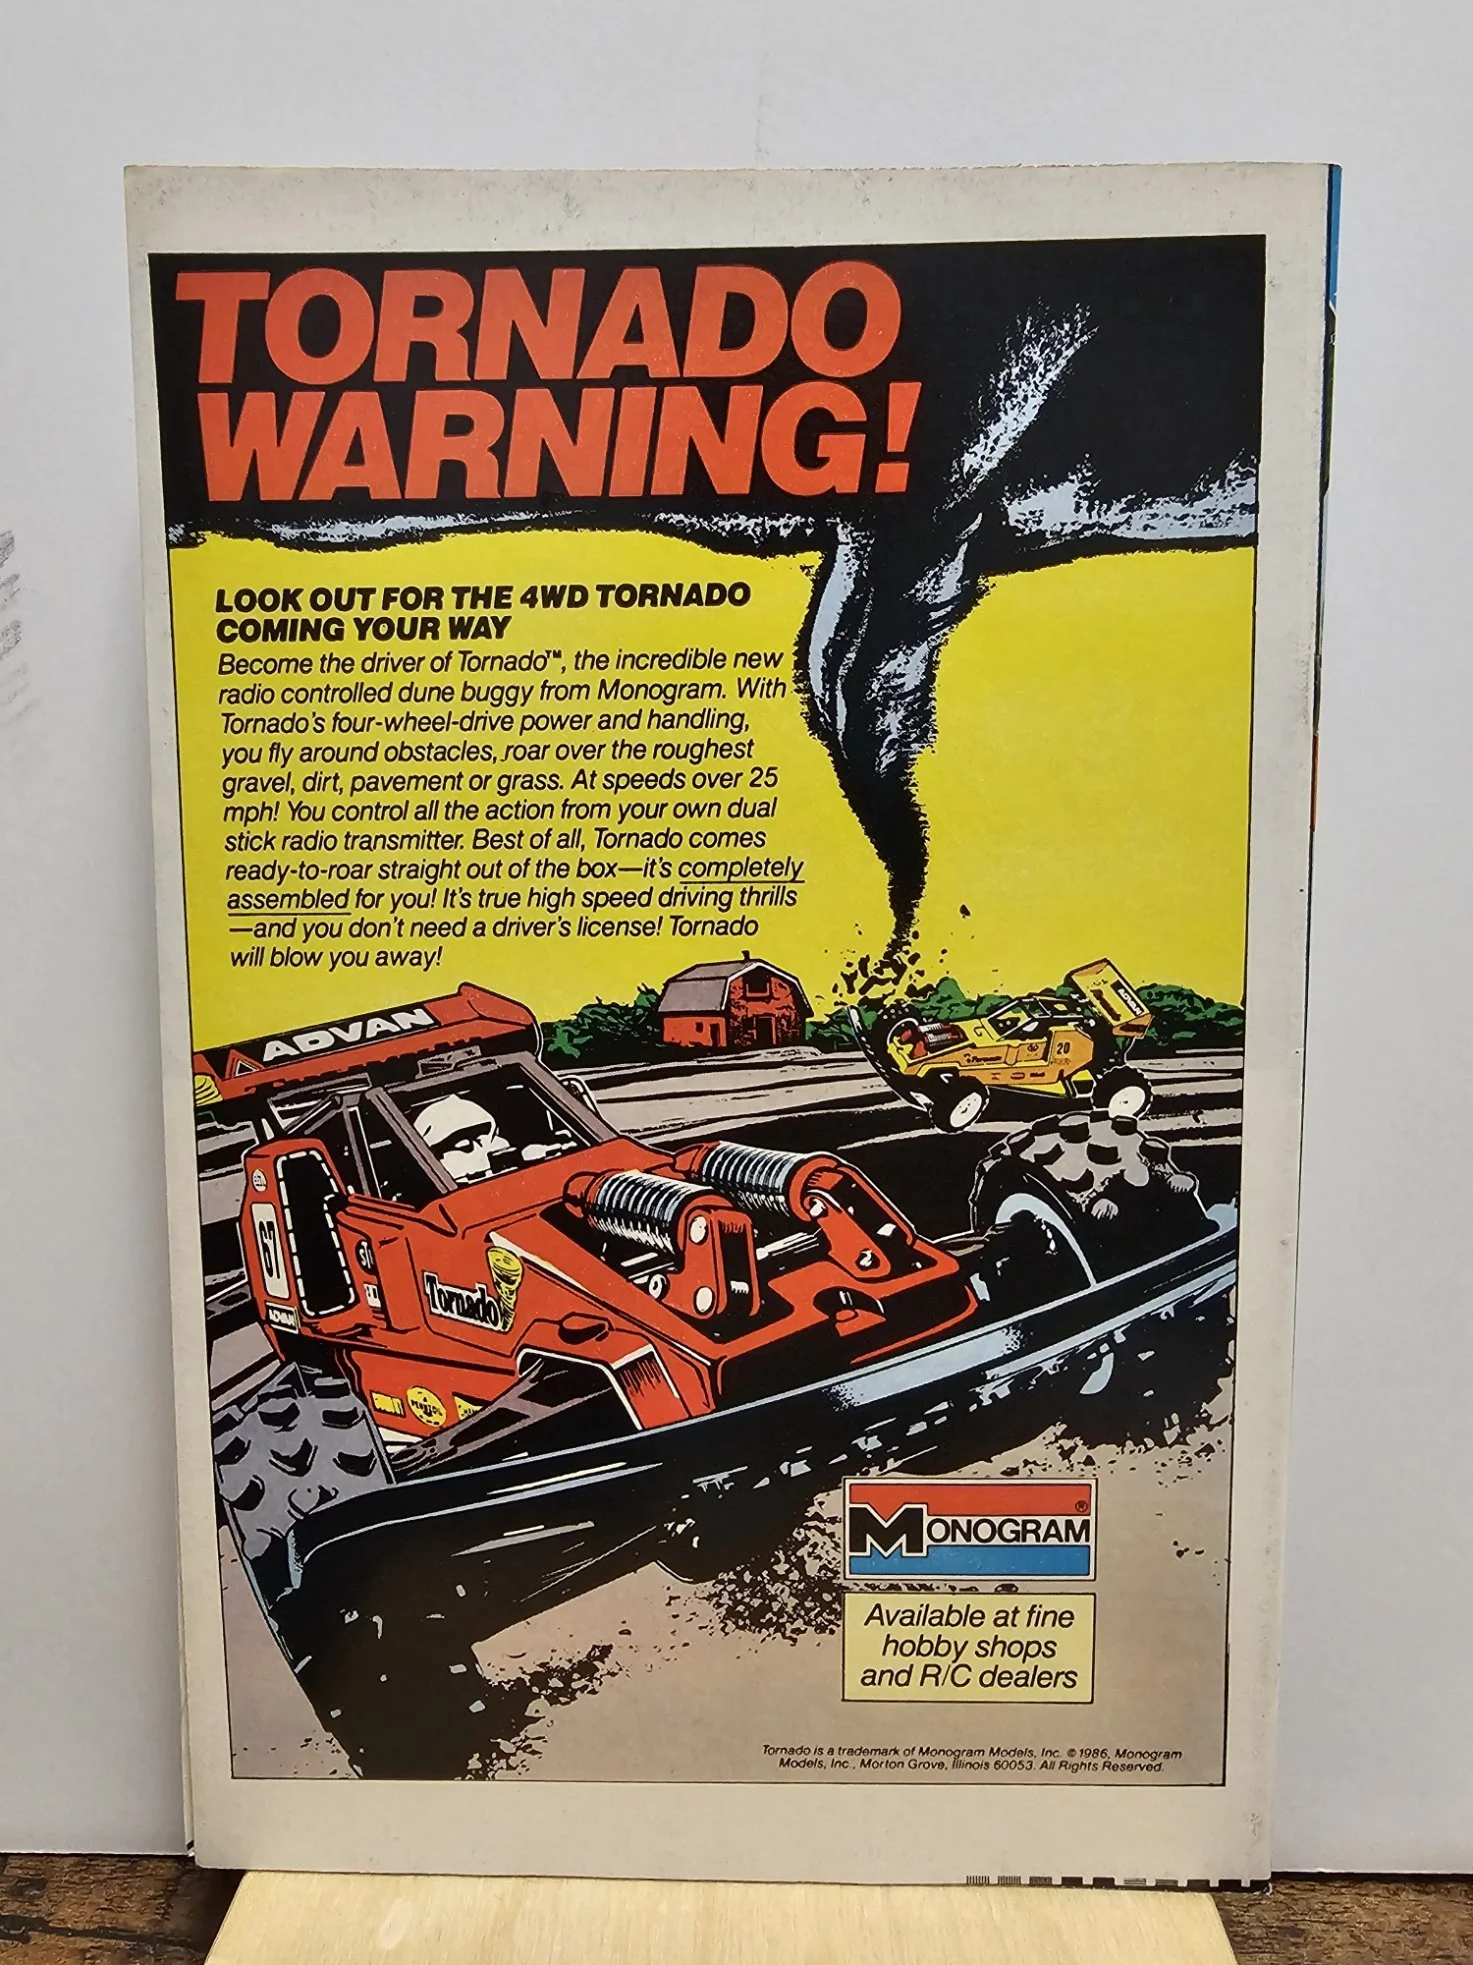 TORNADO
WARNING!
LOOK OUT FOR THE 4WD TORNADO
COMING YOUR WAY
Become the driver of Tornado™, the incredible new
radio controlled dune buggy from Monogram. With
Tornado's four-wheel-drive power and handling,
you fly around obstacles, roar over the roughest
gravel, dirt, pavement or grass. At speeds over 25
mph! You control all the action from your own dual
stick radio transmitter. Best of all, Tornado comes
ready-to-roar straight out of the box—it's completely
assembled for you! It's true high speed driving thrills
—and you don't need a driver's license! Tornado
will blow you away!
ADVAN
ADVAN
20
67
ADVAN
Tornado
MONOGRAM®
Available at fine
hobby shops
and R/C dealers
Tornado is a trademark of Monogram Models, Inc. © 1986, Monogram
Models, Inc., Morton Grove, Illinois 60053. All Rights Reserved.